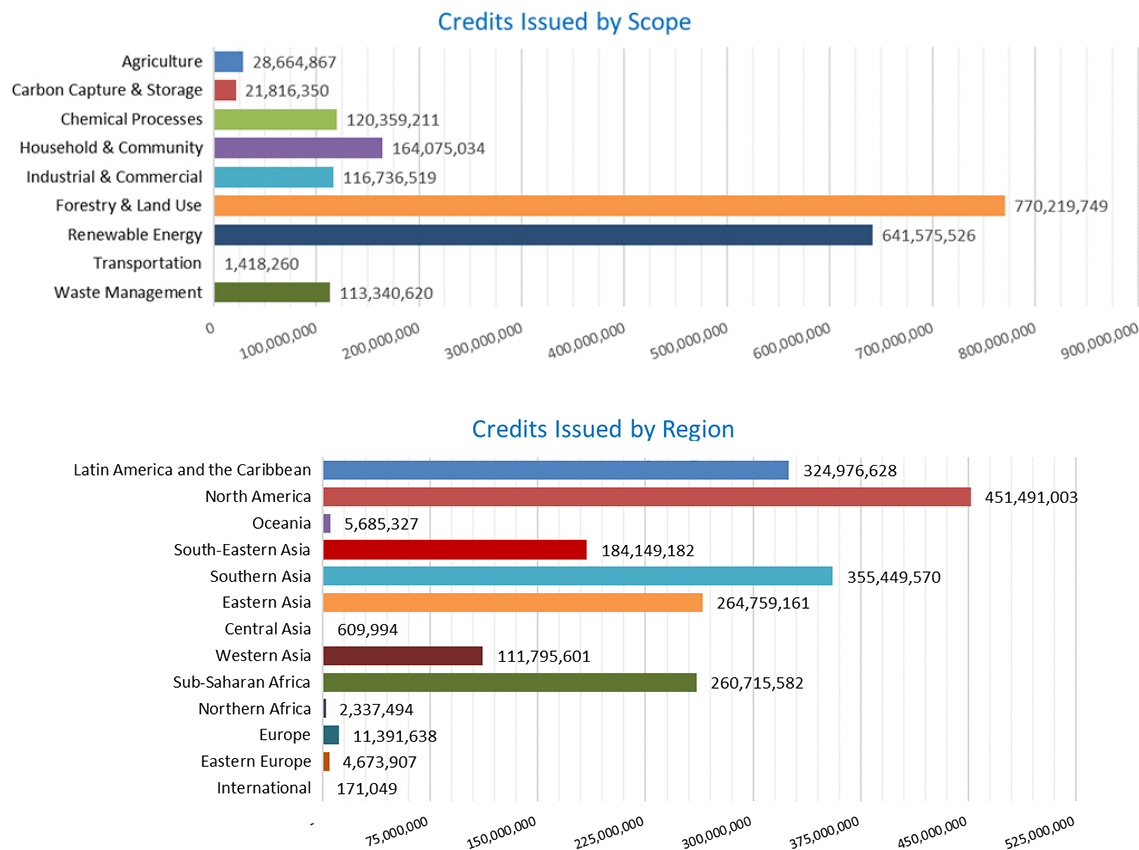 Credits Issued by Scope
Agriculture 28,664,867
Carbon Capture & Storage 21,816,350
Chemical Processes 120,359,211
Household & Community 164,075,034
Industrial & Commercial 116,736,519
Forestry & Land Use 770,219,749
Renewable Energy 641,575,526
Transportation 1,418,260
Waste Management 113,340,620
0 100,000,000 200,000,000 300,000,000 400,000,000 500,000,000 600,000,000 700,000,000 800,000,000 900,000,000
Credits Issued by Region
Latin America and the Caribbean 324,976,628
North America 451,491,003
Oceania 5,685,327
South-Eastern Asia 184,149,182
Southern Asia 355,449,570
Eastern Asia 264,759,161
Central Asia 609,994
Western Asia 111,795,601
Sub-Saharan Africa 260,715,582
Northern Africa 2,337,494
Europe 11,391,638
Eastern Europe 4,673,907
International 171,049
- 75,000,000 150,000,000 225,000,000 300,000,000 375,000,000 450,000,000 525,000,000